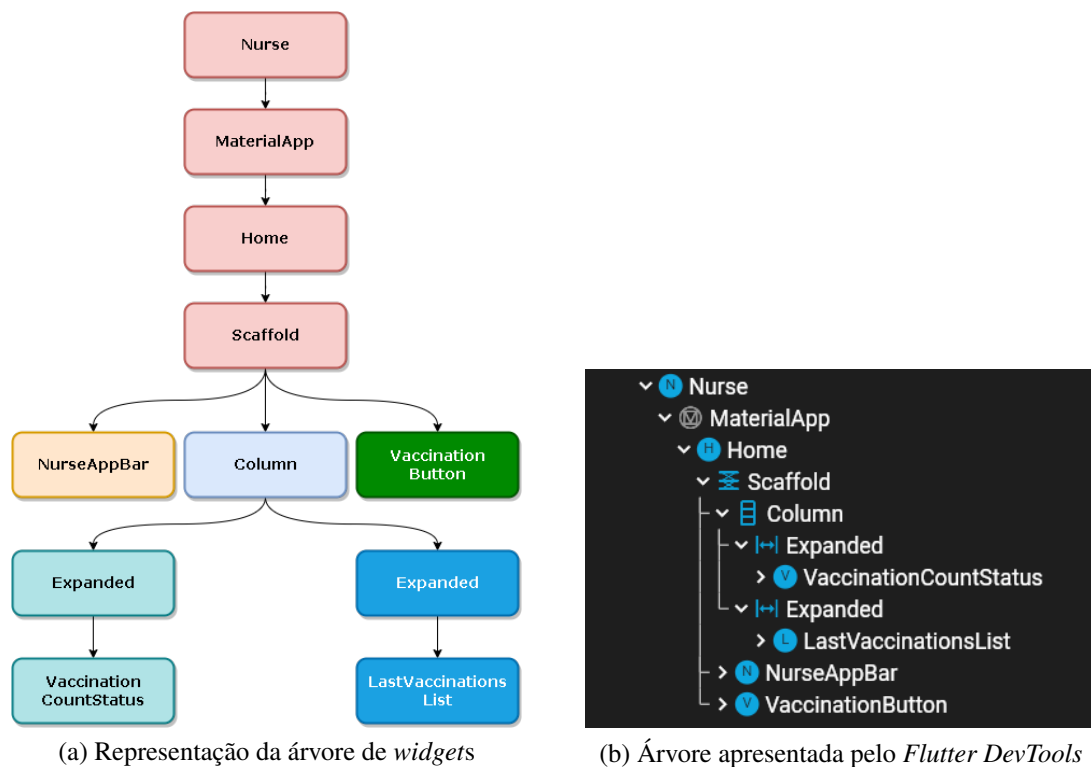 Nurse
MaterialApp
Home
Scaffold
NurseAppBar
Column
Vaccination
Button
Expanded
Expanded
Vaccination
CountStatus
LastVaccinations
List
(a) Representação da árvore de widgets
N Nurse
MaterialApp
H Home
Scaffold
Column
Expanded
V VaccinationCountStatus
Expanded
L LastVaccinationsList
N NurseAppBar
V VaccinationButton
(b) Árvore apresentada pelo Flutter DevTools